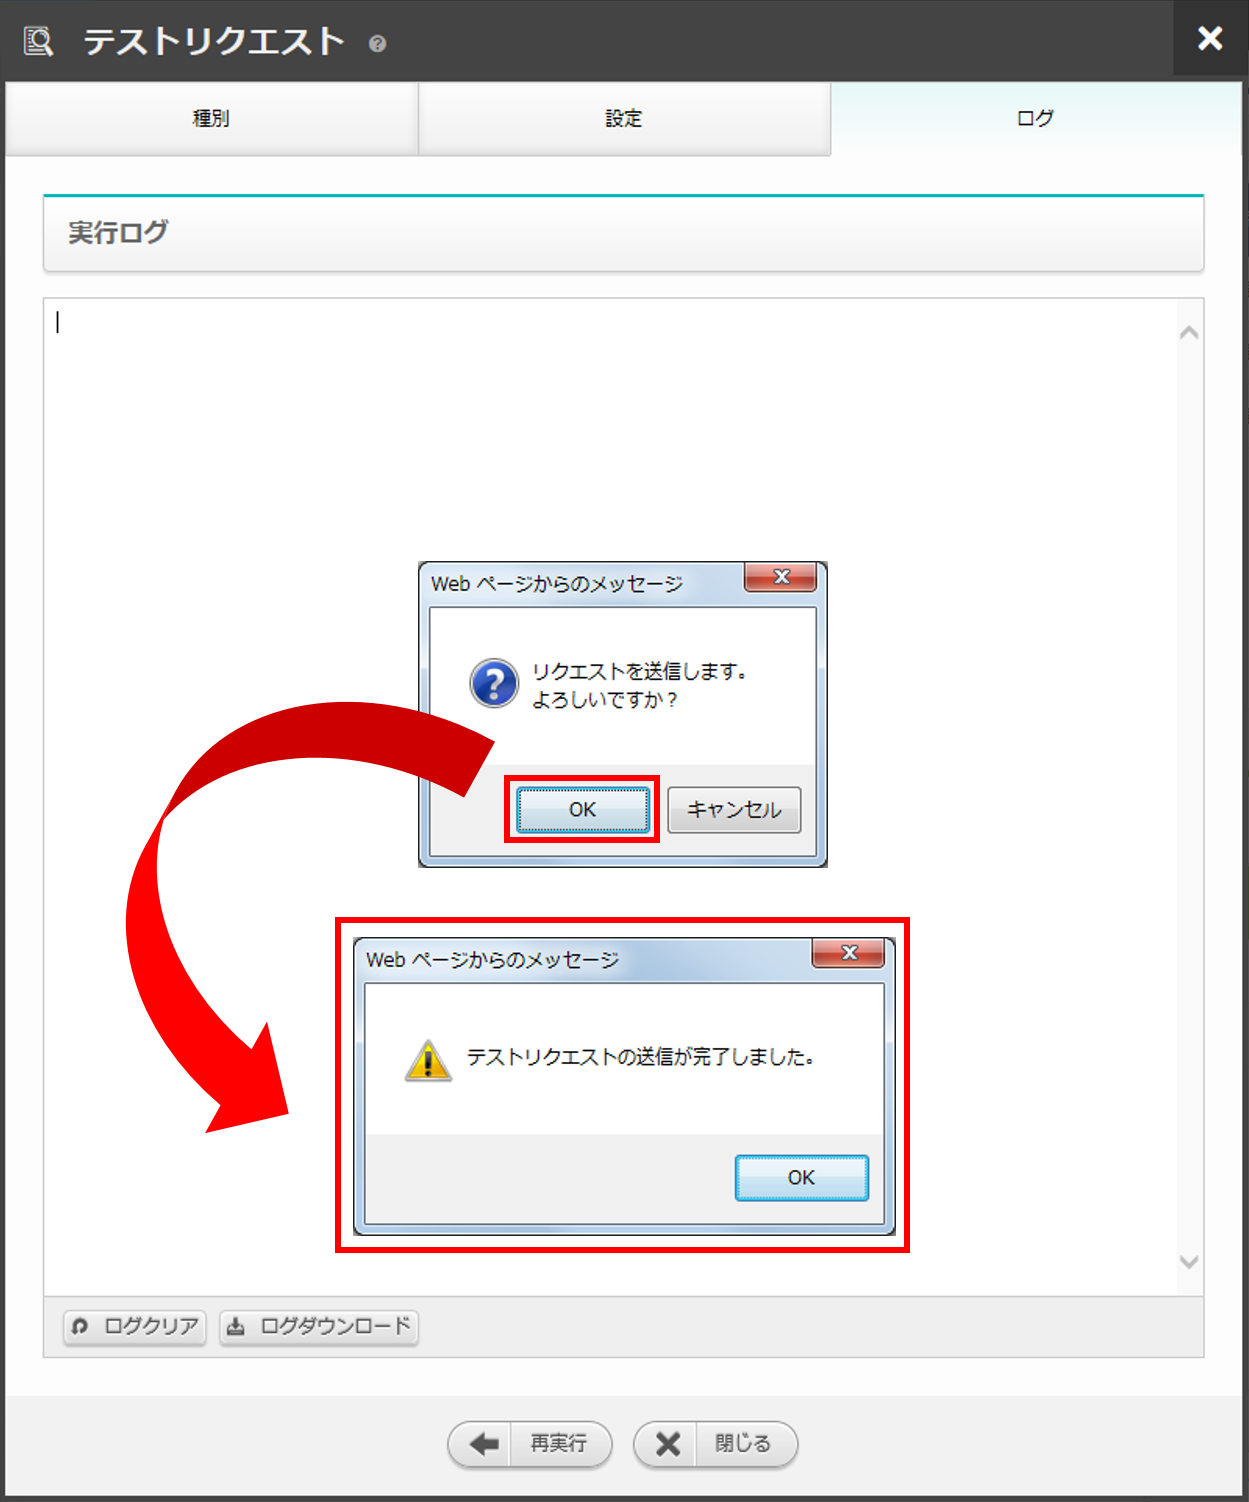 テストリクエスト
種別
設定
ログ
実行ログ
Web ページからのメッセージ
リクエストを送信します。
よろしいですか？
OK
キャンセル
Web ページからのメッセージ
テストリクエストの送信が完了しました。
OK
ログクリア
ログダウンロード
再実行
閉じる